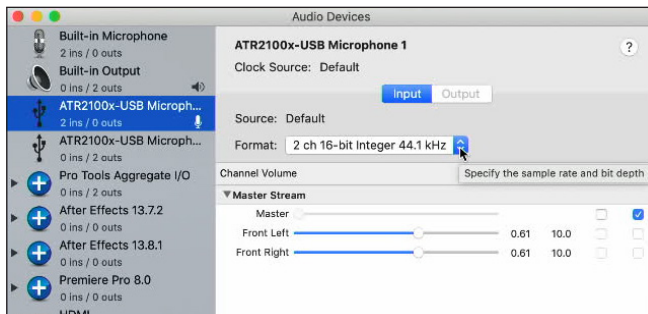 Audio Devices
Built-in Microphone
2 ins / 0 outs
Built-in Output
0 ins / 2 outs
ATR2100x-USB Microph...
2 ins / 0 outs
ATR2100x-USB Microph...
0 ins / 2 outs
Pro Tools Aggregate I/O
0 ins / 2 outs
After Effects 13.7.2
0 ins / 0 outs
After Effects 13.8.1
0 ins / 0 outs
Premiere Pro 8.0
0 ins / 0 outs
HDMI
ATR2100x-USB Microphone 1
?
Clock Source: Default
Input Output
Source: Default
Format: 2 ch 16-bit Integer 44.1 kHz
Channel Volume
Specify the sample rate and bit depth
Master Stream
Master
Front Left 0.61 10.0
Front Right 0.61 10.0